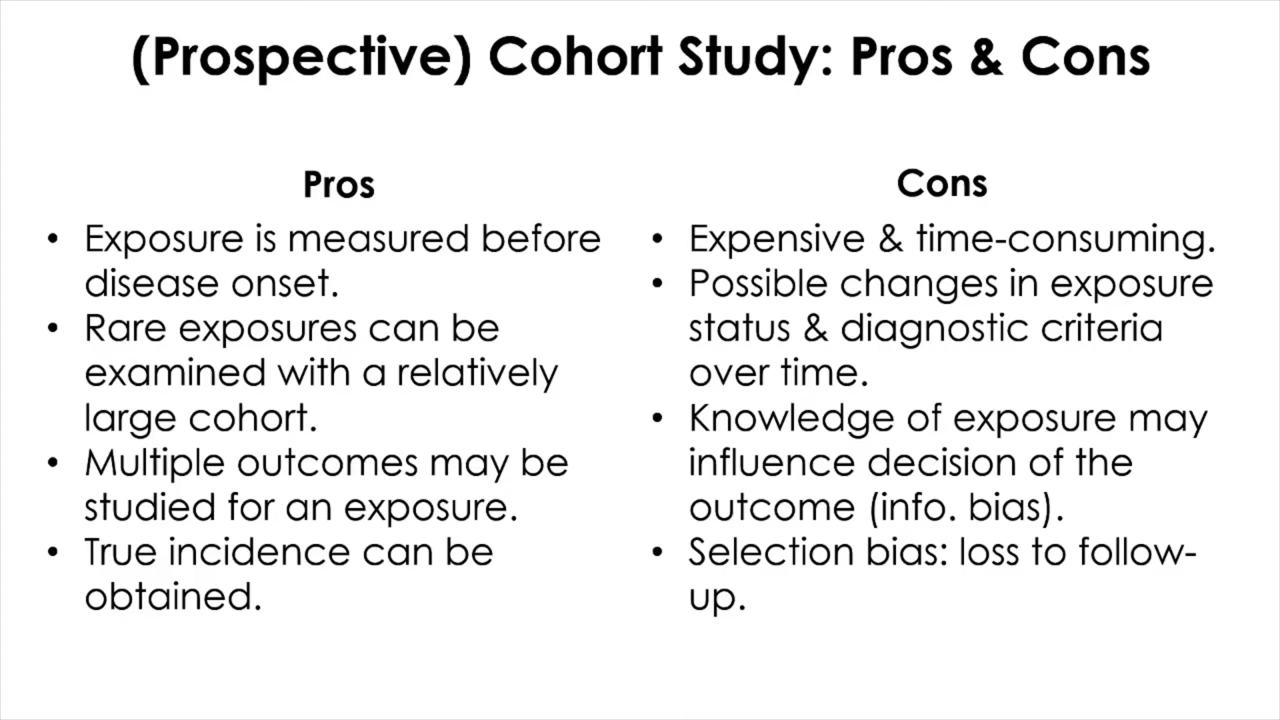 (Prospective) Cohort Study: Pros & Cons
Pros
• Exposure is measured before
disease onset.
• Rare exposures can be
examined with a relatively
large cohort.
• Multiple outcomes may be
studied for an exposure.
• True incidence can be
obtained.
Cons
• Expensive & time-consuming.
• Possible changes in exposure
status & diagnostic criteria
over time.
• Knowledge of exposure may
influence decision of the
outcome (info. bias).
• Selection bias: loss to follow-
up.